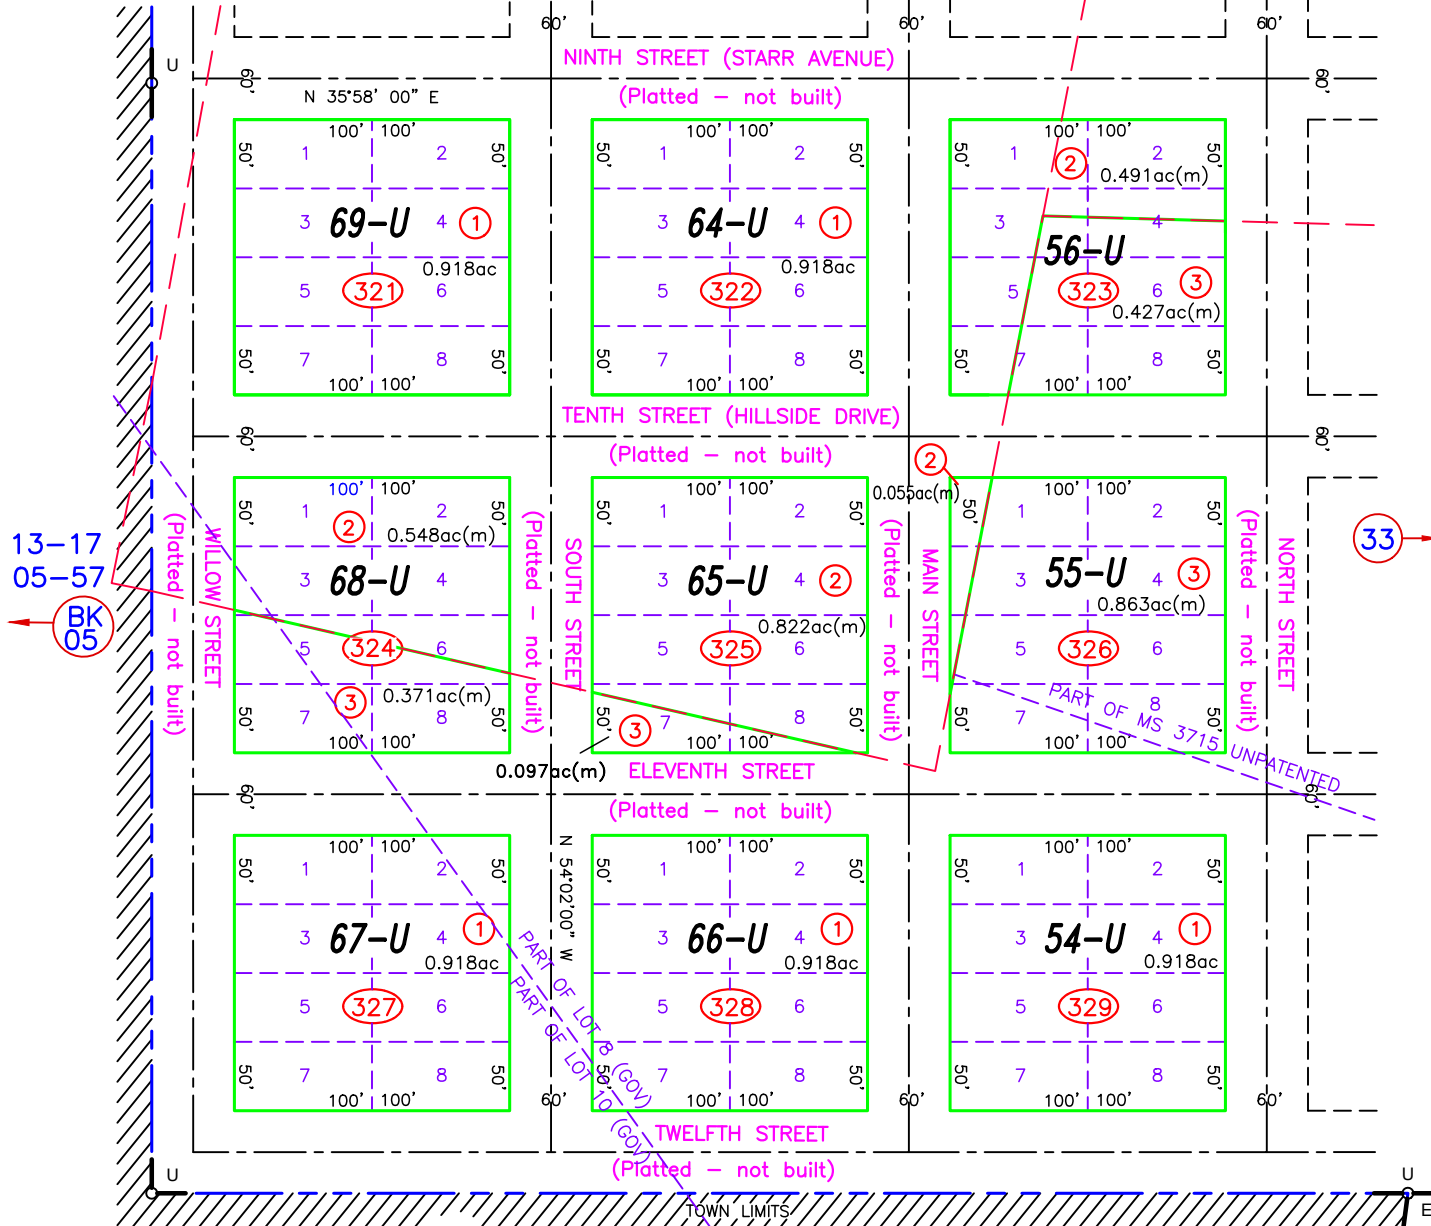 60' 60'
NINTH STREET (STARR AVENUE)
U
60' 60'
N 35°58' 00" E
(Platted - not built)
100' 100' 100' 100' 100' 100'
50' 1 2 50' 50' 1 2 50' 50' 1 2 2 50'
0.491ac(m)
3 69-U 4 1 3 64-U 4 1 3 4
56-U
0.918ac 0.918ac
5 321 6 5 322 6 5 323 6 3
0.427ac(m)
50' 7 8 50' 50' 7 8 50' 50' 7 8 50'
100' 100' 100' 100' 100' 100'
TENTH STREET (HILLSIDE DRIVE)
60' 60'
(Platted - not built)
2
100' 100' 100' 100' 0.055ac(m) 100' 100'
50' 1 2 50' 50' 1 2 50' 50' 1 2 50'
2 0.548ac(m)
13-17
05-57
33
3 68-U 4 3 65-U 4 2 3 55-U 4 3
0.863ac(m)
BK
05
0.822ac(m)
5 324 6 5 325 6 5 326 6
3 0.371ac(m)
50' 7 8 50' 50' 3 7 8 50' 50' 7 8 50'
100' 100' 100' 100' 100' 100'
(Platted - not built)
WILLOW STREET
(Platted - not built)
SOUTH STREET
(Platted - not built)
MAIN STREET
(Platted - not built)
NORTH STREET
PART OF MS 3715 UNPATENTED
0.097ac(m)
ELEVENTH STREET
60' 60'
(Platted - not built)
N 54°02'00" W
100' 100' 100' 100' 100' 100'
50' 1 2 50' 50' 1 2 50' 50' 1 2 50'
3 67-U 4 1 3 66-U 4 1 3 54-U 4 1
0.918ac 0.918ac 0.918ac
5 327 6 5 328 6 5 329 6
PART OF LOT 8 (GOV)
PART OF LOT 10 (GOV)
50' 7 8 50' 50' 7 8 50' 50' 7 8 50'
100' 100' 100' 100' 100' 100'
60' 60' 60'
TWELFTH STREET
(Platted - not built)
U U
TOWN LIMITS
E